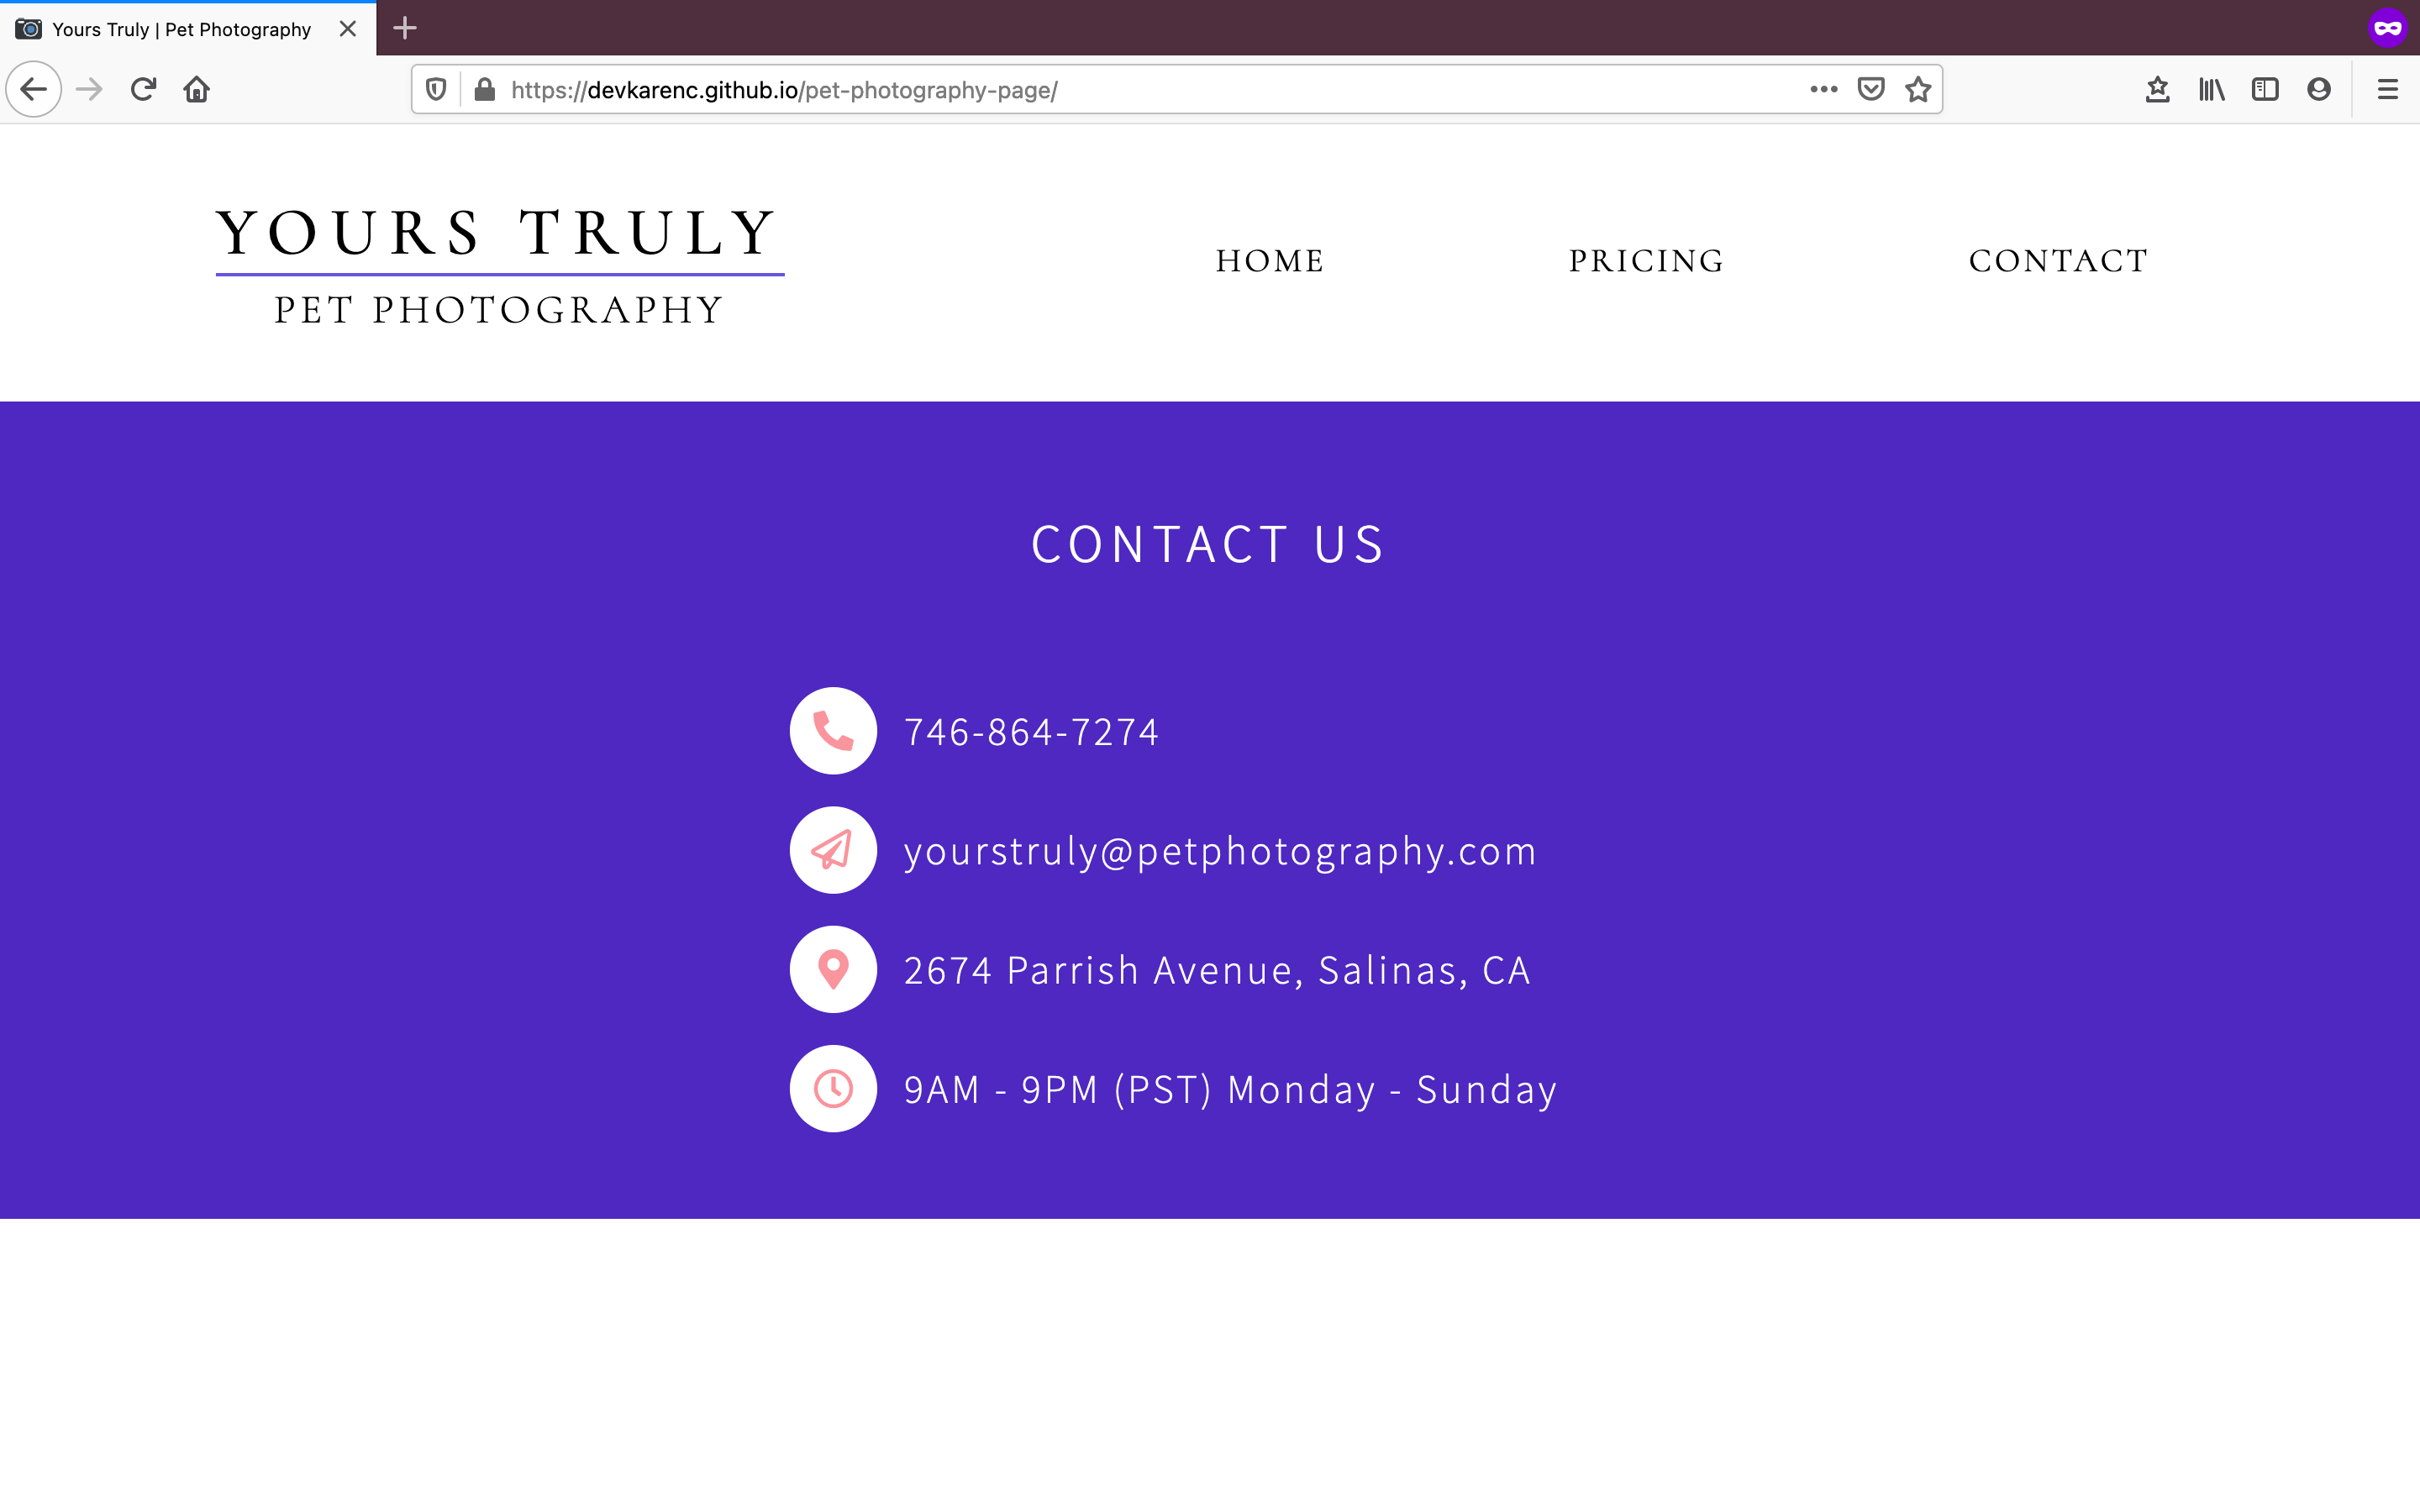 Yours Truly | Pet Photography
https://devkarenc.github.io/pet-photography-page/
YOURS TRULY
PET PHOTOGRAPHY
HOME
PRICING
CONTACT
CONTACT US
746-864-7274
yourstruly@petphotography.com
2674 Parrish Avenue, Salinas, CA
9AM - 9PM (PST) Monday - Sunday